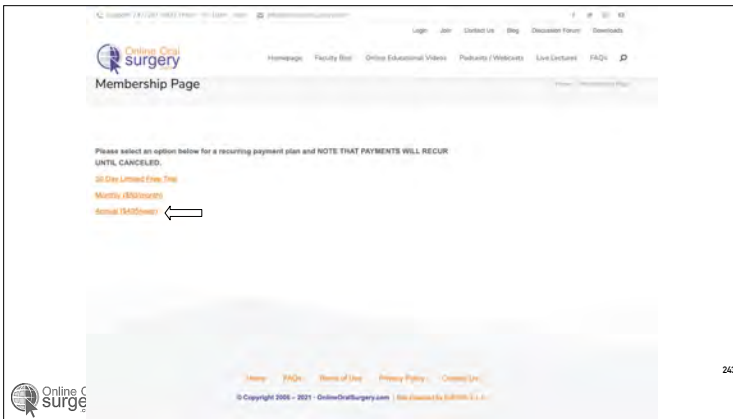 Login Join Contact Us Blog Discussion Forum Downloads
Online Oral
surgery
Homepage Faculty Bios Online Educational Videos Podcasts / Webcasts Live Lectures FAQs
Membership Page
Please select an option below for a recurring payment plan and NOTE THAT PAYMENTS WILL RECUR
UNTIL CANCELED.
30 Day Limited Free Trial
Monthly
Annual
Home FAQs Terms of Use Privacy Policy Contact Us
© Copyright 2008 – 2021 - OnlineOralSurgery.com
243
Online O
surge